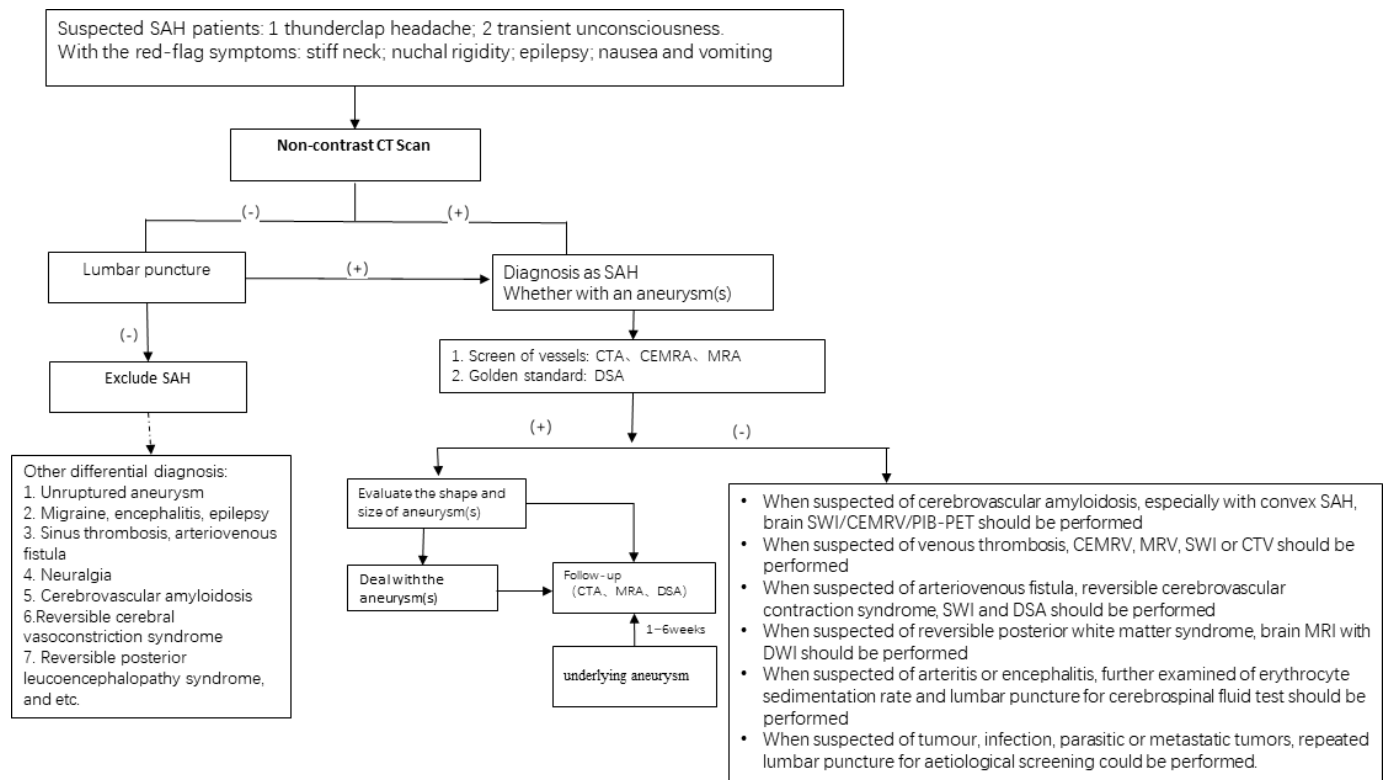 Suspected SAH patients: 1 thunderclap headache; 2 transient unconsciousness.
With the red-flag symptoms: stiff neck; nuchal rigidity; epilepsy; nausea and vomiting
Non-contrast CT Scan
(-)
(+)
Lumbar puncture
(+)
Diagnosis as SAH
Whether with an aneurysm(s)
(-)
1. Screen of vessels: CTA、CEMRA、MRA
2. Golden standard: DSA
Exclude SAH
(+)
(-)
Other differential diagnosis:
1. Unruptured aneurysm
2. Migraine, encephalitis, epilepsy
3. Sinus thrombosis, arteriovenous
fistula
4. Neuralgia
5. Cerebrovascular amyloidosis
6.Reversible cerebral
vasoconstriction syndrome
7. Reversible posterior
leucoencephalopathy syndrome,
and etc.
Evaluate the shape and
size of aneurysm(s)
Deal with the
aneurysm(s)
Follow-up
(CTA、MRA、DSA)
1-6weeks
underlying aneurysm
• When suspected of cerebrovascular amyloidosis, especially with convex SAH,
brain SWI/CEMRV/PIB-PET should be performed
• When suspected of venous thrombosis, CEMRV, MRV, SWI or CTV should be
performed
• When suspected of arteriovenous fistula, reversible cerebrovascular
contraction syndrome, SWI and DSA should be performed
• When suspected of reversible posterior white matter syndrome, brain MRI with
DWI should be performed
• When suspected of arteritis or encephalitis, further examined of erythrocyte
sedimentation rate and lumbar puncture for cerebrospinal fluid test should be
performed
• When suspected of tumour, infection, parasitic or metastatic tumors, repeated
lumbar puncture for aetiological screening could be performed.